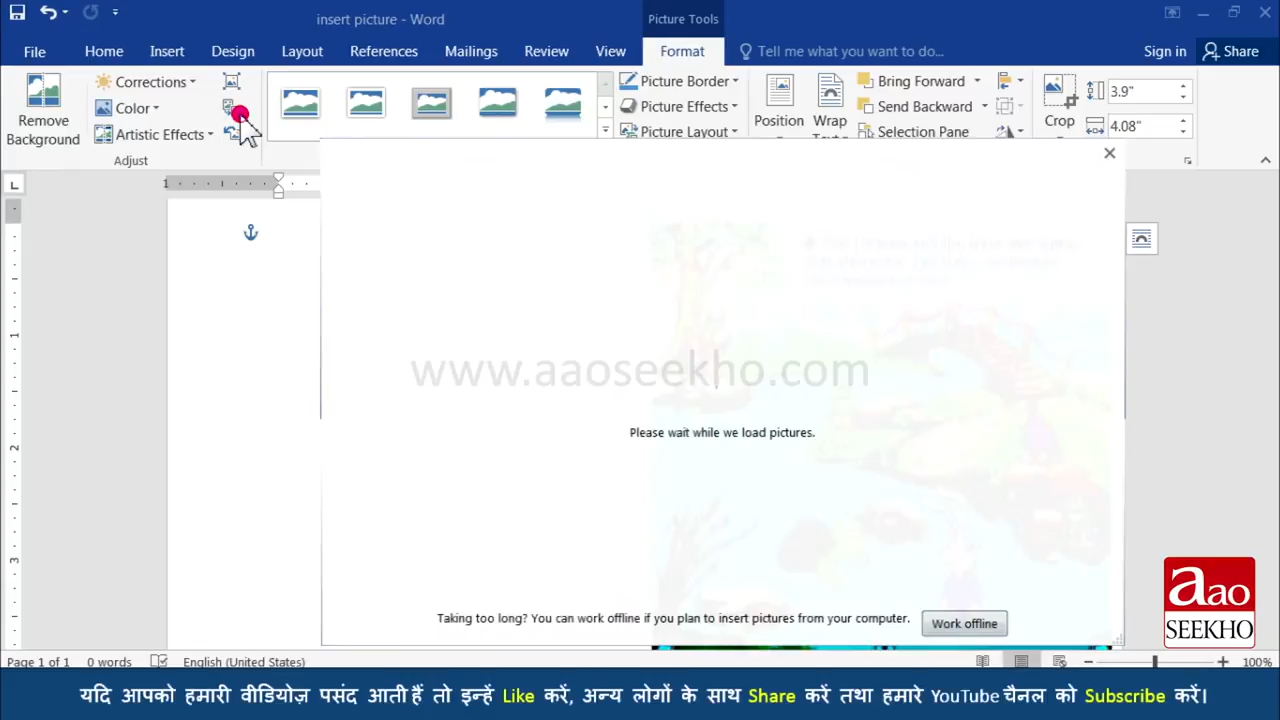 insert picture - Word
Picture Tools
File
Home
Insert
Design
Layout
References
Mailings
Review
View
Format
Tell me what you want to do...
Sign in
Share
Remove
Background
Corrections
Color
Artistic Effects
Adjust
Picture Border
Picture Effects
Picture Layout
Position
Wrap
Bring Forward
Send Backward
Selection Pane
Crop
3.9"
4.08"
1
1
2
3
www.aaoseekho.com
Please wait while we load pictures.
Taking too long? You can work offline if you plan to insert pictures from your computer.
Work offline
aao
SEEKHO
Page 1 of 1
0 words
English (United States)
100%
यदि आपको हमारी वीडियोज़ पसंद आती हैं तो इन्हें Like करें, अन्य लोगों के साथ Share करें तथा हमारे YouTube चैनल को Subscribe करें।